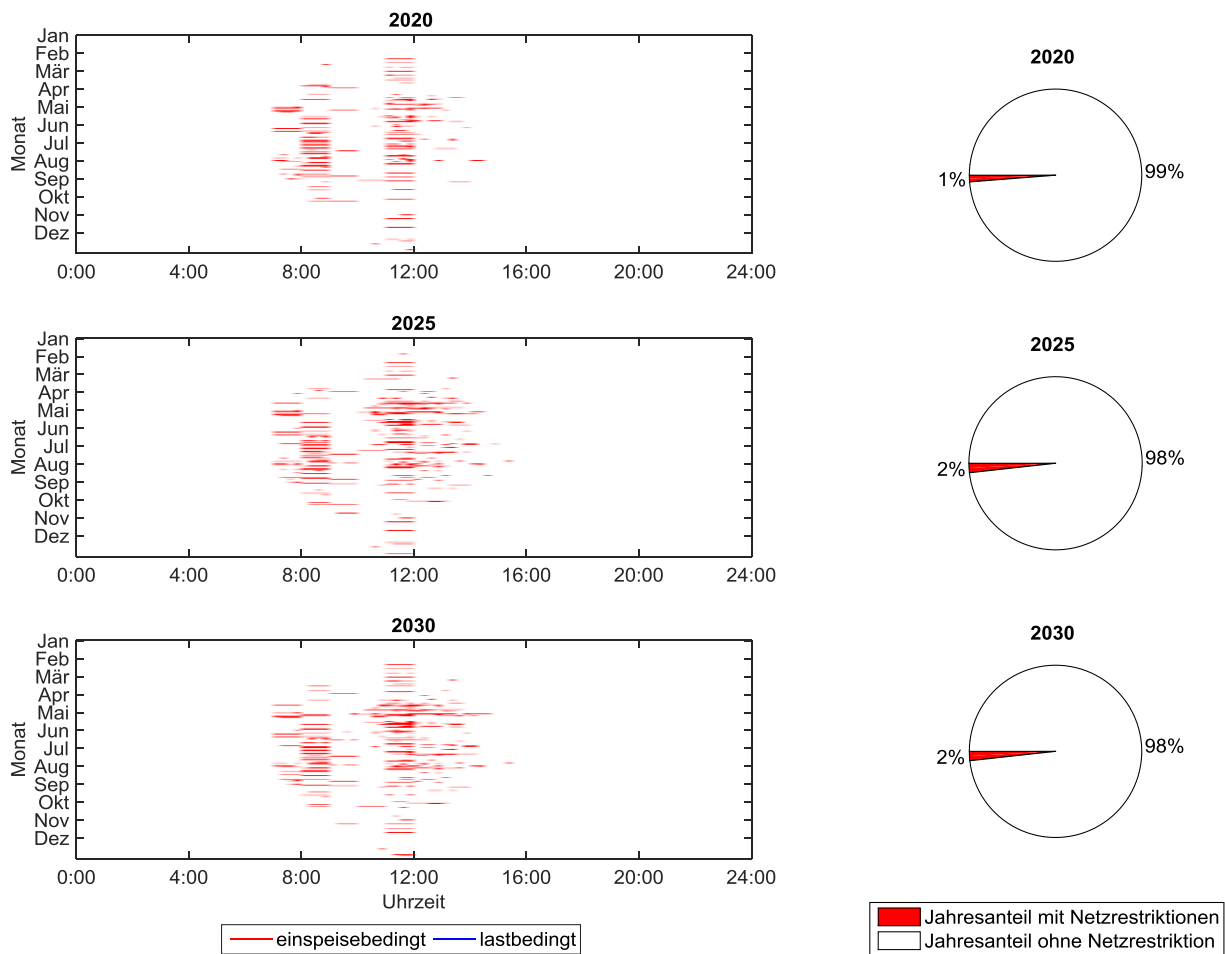 2020
Jan
Feb
Mär
Apr
Mai
Jun
Jul
Aug
Sep
Okt
Nov
Dez
Monat
0:00 4:00 8:00 12:00 16:00 20:00 24:00
2020
1% 99%
2025
Jan
Feb
Mär
Apr
Mai
Jun
Jul
Aug
Sep
Okt
Nov
Dez
Monat
0:00 4:00 8:00 12:00 16:00 20:00 24:00
2025
2% 98%
2030
Jan
Feb
Mär
Apr
Mai
Jun
Jul
Aug
Sep
Okt
Nov
Dez
Monat
0:00 4:00 8:00 12:00 16:00 20:00 24:00
Uhrzeit
2030
2% 98%
einspeisebedingt lastbedingt
Jahresanteil mit Netzrestriktionen
Jahresanteil ohne Netzrestriktion